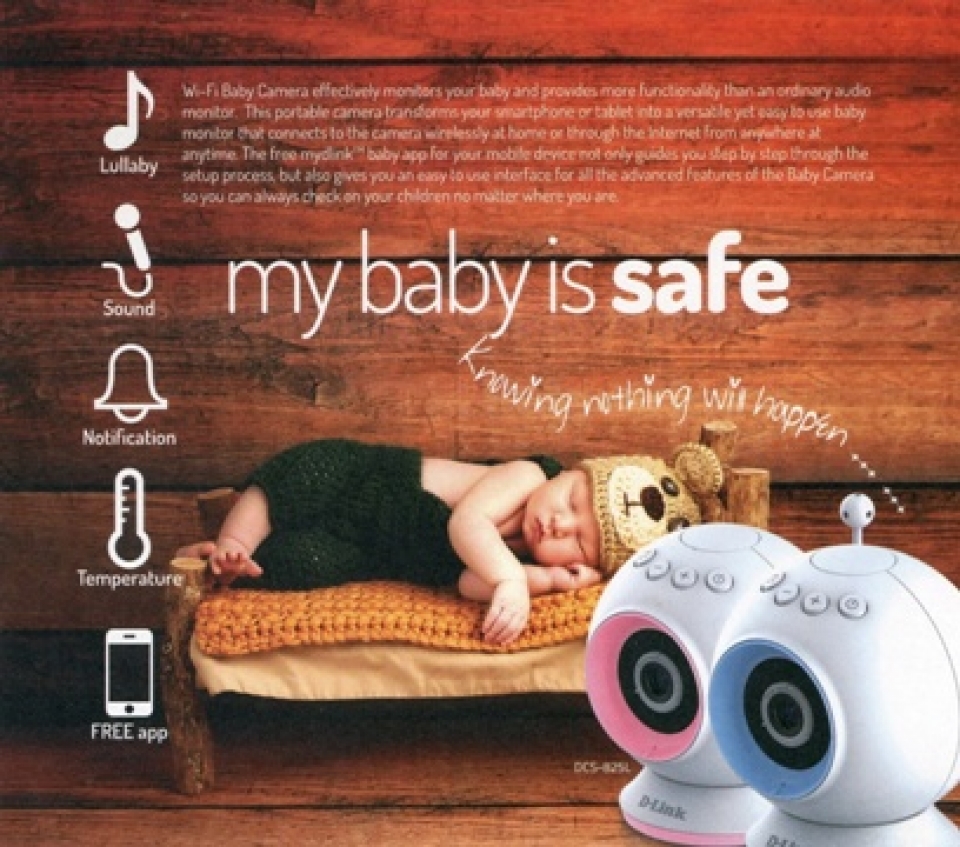 Wi-Fi Baby Camera effectively monitors your baby and provides more functionality than an ordinary audio
monitor. This portable camera transforms your smartphone or tablet into a versatile yet easy to use baby
monitor that connects to the camera wirelessly at home or through the Internet from anywhere at
anytime. The free mydlink™ baby app for your mobile device not only guides you step by step through the
setup process, but also gives you an easy to use interface for all the advanced features of the Baby Camera
so you can always check on your children no matter where you are.
Lullaby
Sound
Notification
Temperature
FREE app
my baby is safe
Knowing nothing will happen
DCS-825L
D-Link
D-Link